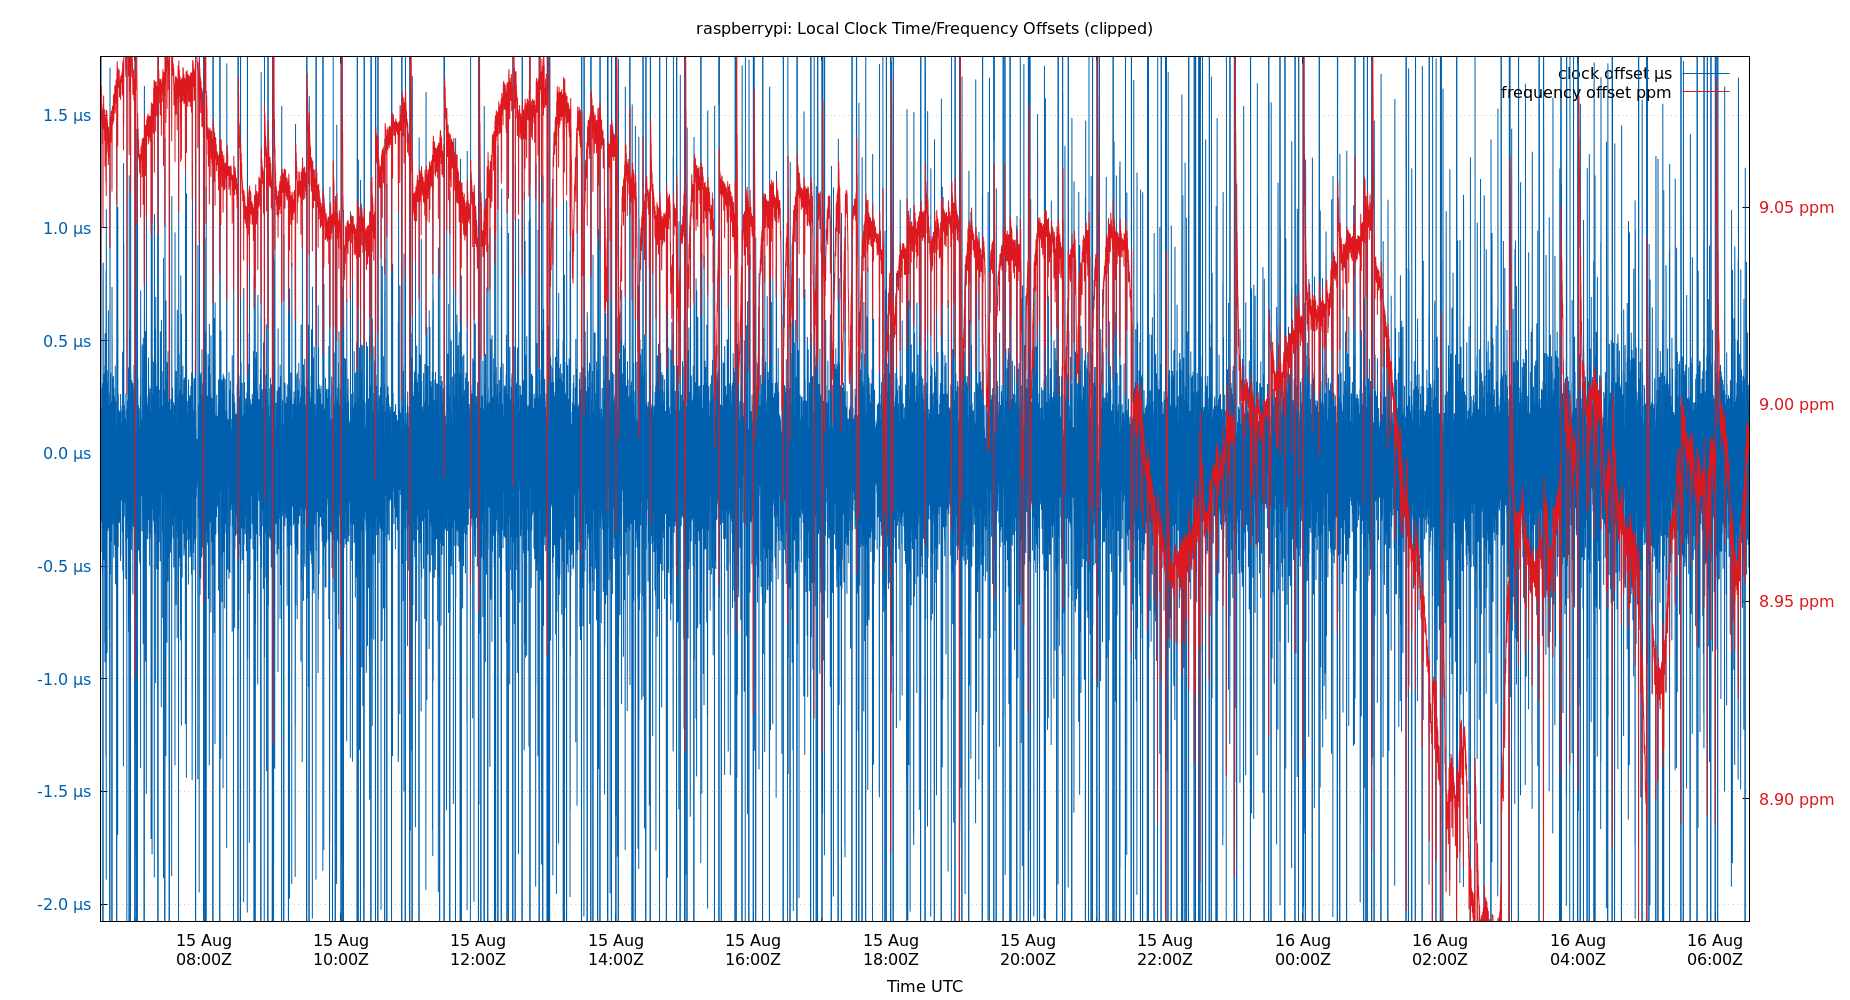 raspberrypi: Local Clock Time/Frequency Offsets (clipped)
clock offset µs
frequency offset ppm
1.5 µs
1.0 µs
0.5 µs
0.0 µs
-0.5 µs
-1.0 µs
-1.5 µs
-2.0 µs
9.05 ppm
9.00 ppm
8.95 ppm
8.90 ppm
15 Aug 15 Aug 15 Aug 15 Aug 15 Aug 15 Aug 15 Aug 15 Aug 16 Aug 16 Aug 16 Aug 16 Aug
08:00Z 10:00Z 12:00Z 14:00Z 16:00Z 18:00Z 20:00Z 22:00Z 00:00Z 02:00Z 04:00Z 06:00Z
Time UTC